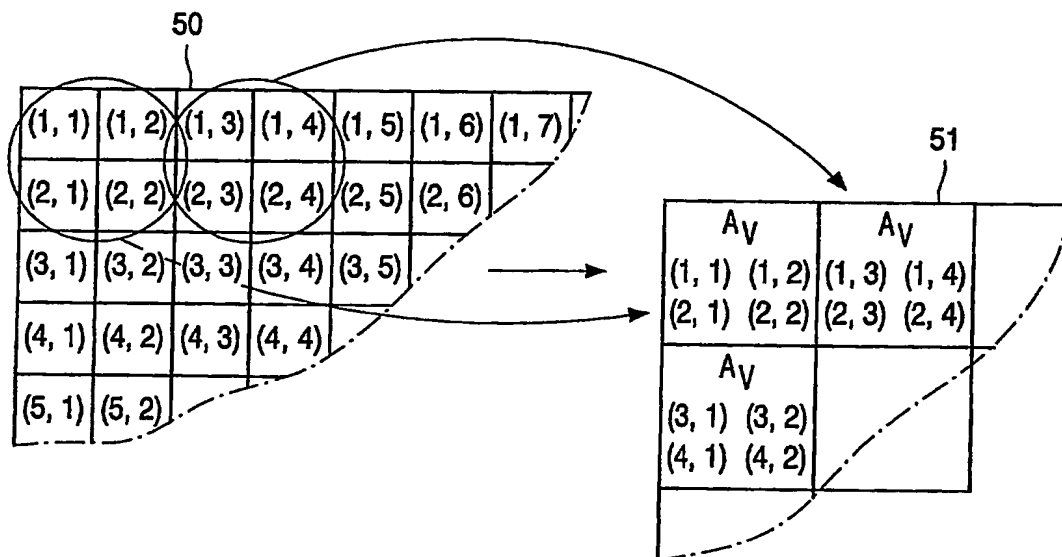 50
(1, 1) (1, 2) (1, 3) (1, 4) (1, 5) (1, 6) (1, 7)
(2, 1) (2, 2) (2, 3) (2, 4) (2, 5) (2, 6)
(3, 1) (3, 2) (3, 3) (3, 4) (3, 5)
(4, 1) (4, 2) (4, 3) (4, 4)
(5, 1) (5, 2)
51
AV AV
(1, 1) (1, 2) (1, 3) (1, 4)
(2, 1) (2, 2) (2, 3) (2, 4)
AV
(3, 1) (3, 2)
(4, 1) (4, 2)